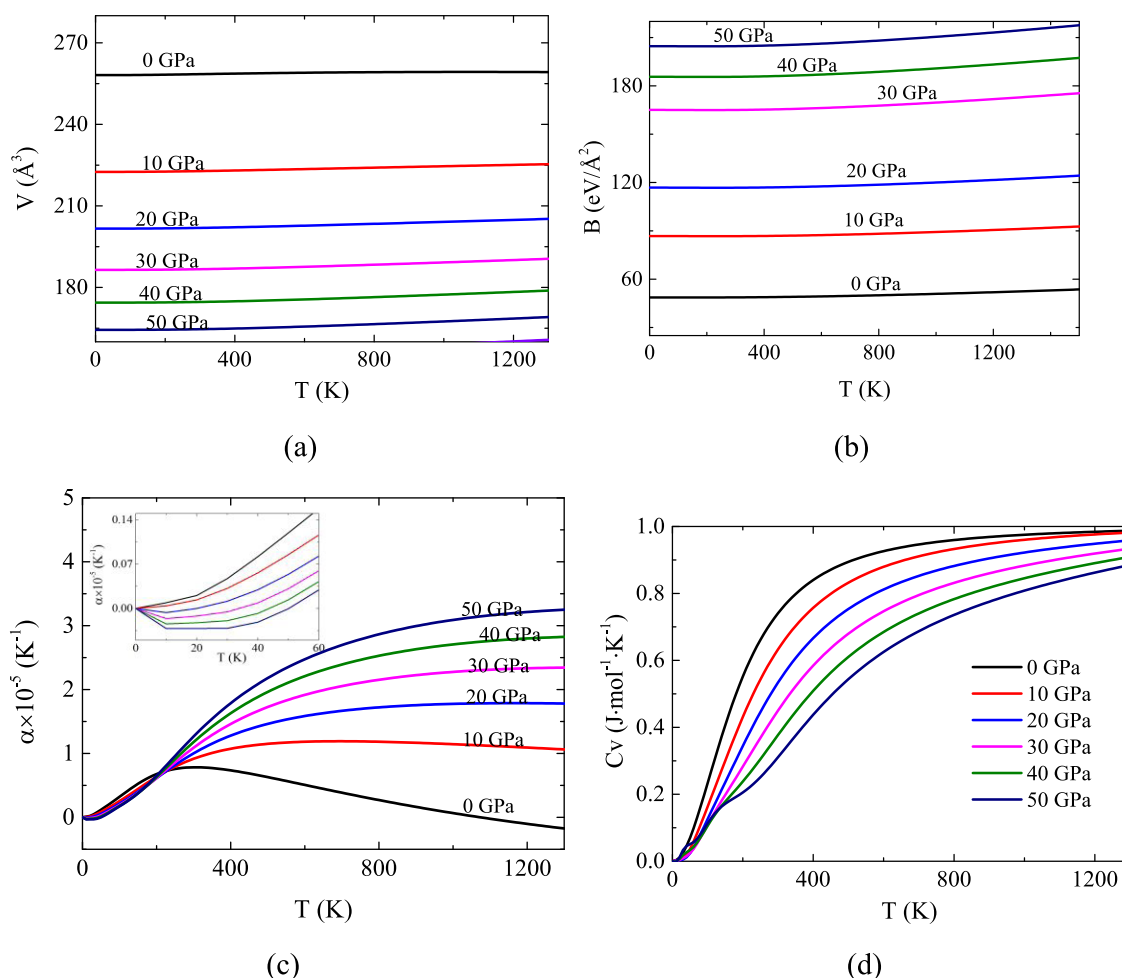 270
240
210
180
V (Å³)
0 GPa
10 GPa
20 GPa
30 GPa
40 GPa
50 GPa
0 400 800 1200
T (K)
(a)
180
120
60
B (eV/Å²)
50 GPa
40 GPa
30 GPa
20 GPa
10 GPa
0 GPa
0 400 800 1200
T (K)
(b)
5
4
3
2
1
0
α×10⁻⁵ (K⁻¹)
0.14
0.07
0.00
α×10⁻⁵ (K⁻¹)
0 20 40 60
T (K)
50 GPa
40 GPa
30 GPa
20 GPa
10 GPa
0 GPa
0 400 800 1200
T (K)
(c)
1.0
0.8
0.6
0.4
0.2
0.0
Cv (J·mol⁻¹·K⁻¹)
0 GPa
10 GPa
20 GPa
30 GPa
40 GPa
50 GPa
0 400 800 1200
T (K)
(d)